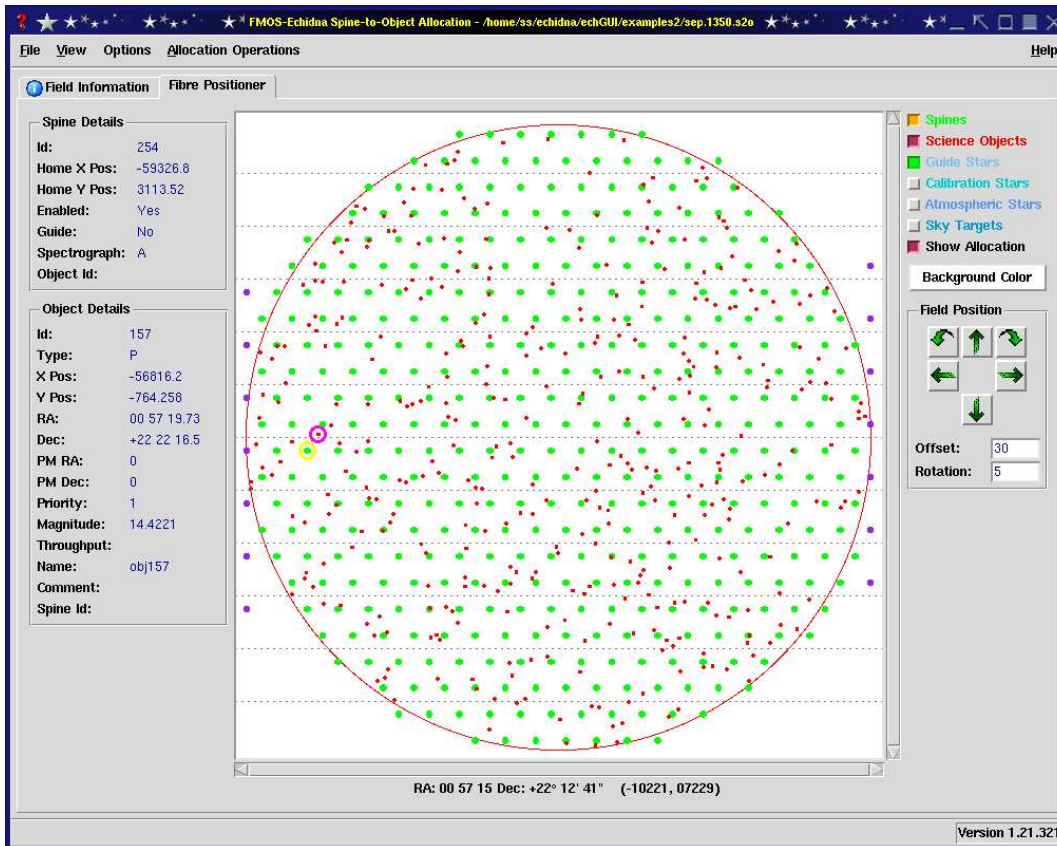 FMOS-Echidna Spine-to-Object Allocation - /home/ss/echidna/echGUI/examples2/sep.1350.s2o
File View Options Allocation Operations Help
Field Information Fibre Positioner
Spine Details
Id: 254
Home X Pos: -59326.8
Home Y Pos: 3113.52
Enabled: Yes
Guide: No
Spectrograph: A
Object Id:
Object Details
Id: 157
Type: P
X Pos: -56816.2
Y Pos: -764.258
RA: 00 57 19.73
Dec: +22 22 16.5
PM RA: 0
PM Dec: 0
Priority: 1
Magnitude: 14.4221
Throughput:
Name: obj157
Comment:
Spine Id:
Spines
Science Objects
Guide Stars
Calibration Stars
Atmospheric Stars
Sky Targets
Show Allocation
Background Color
Field Position
Offset: 30
Rotation: 5
RA: 00 57 15 Dec: +22° 12' 41" (-10221, 07229)
Version 1.21.321